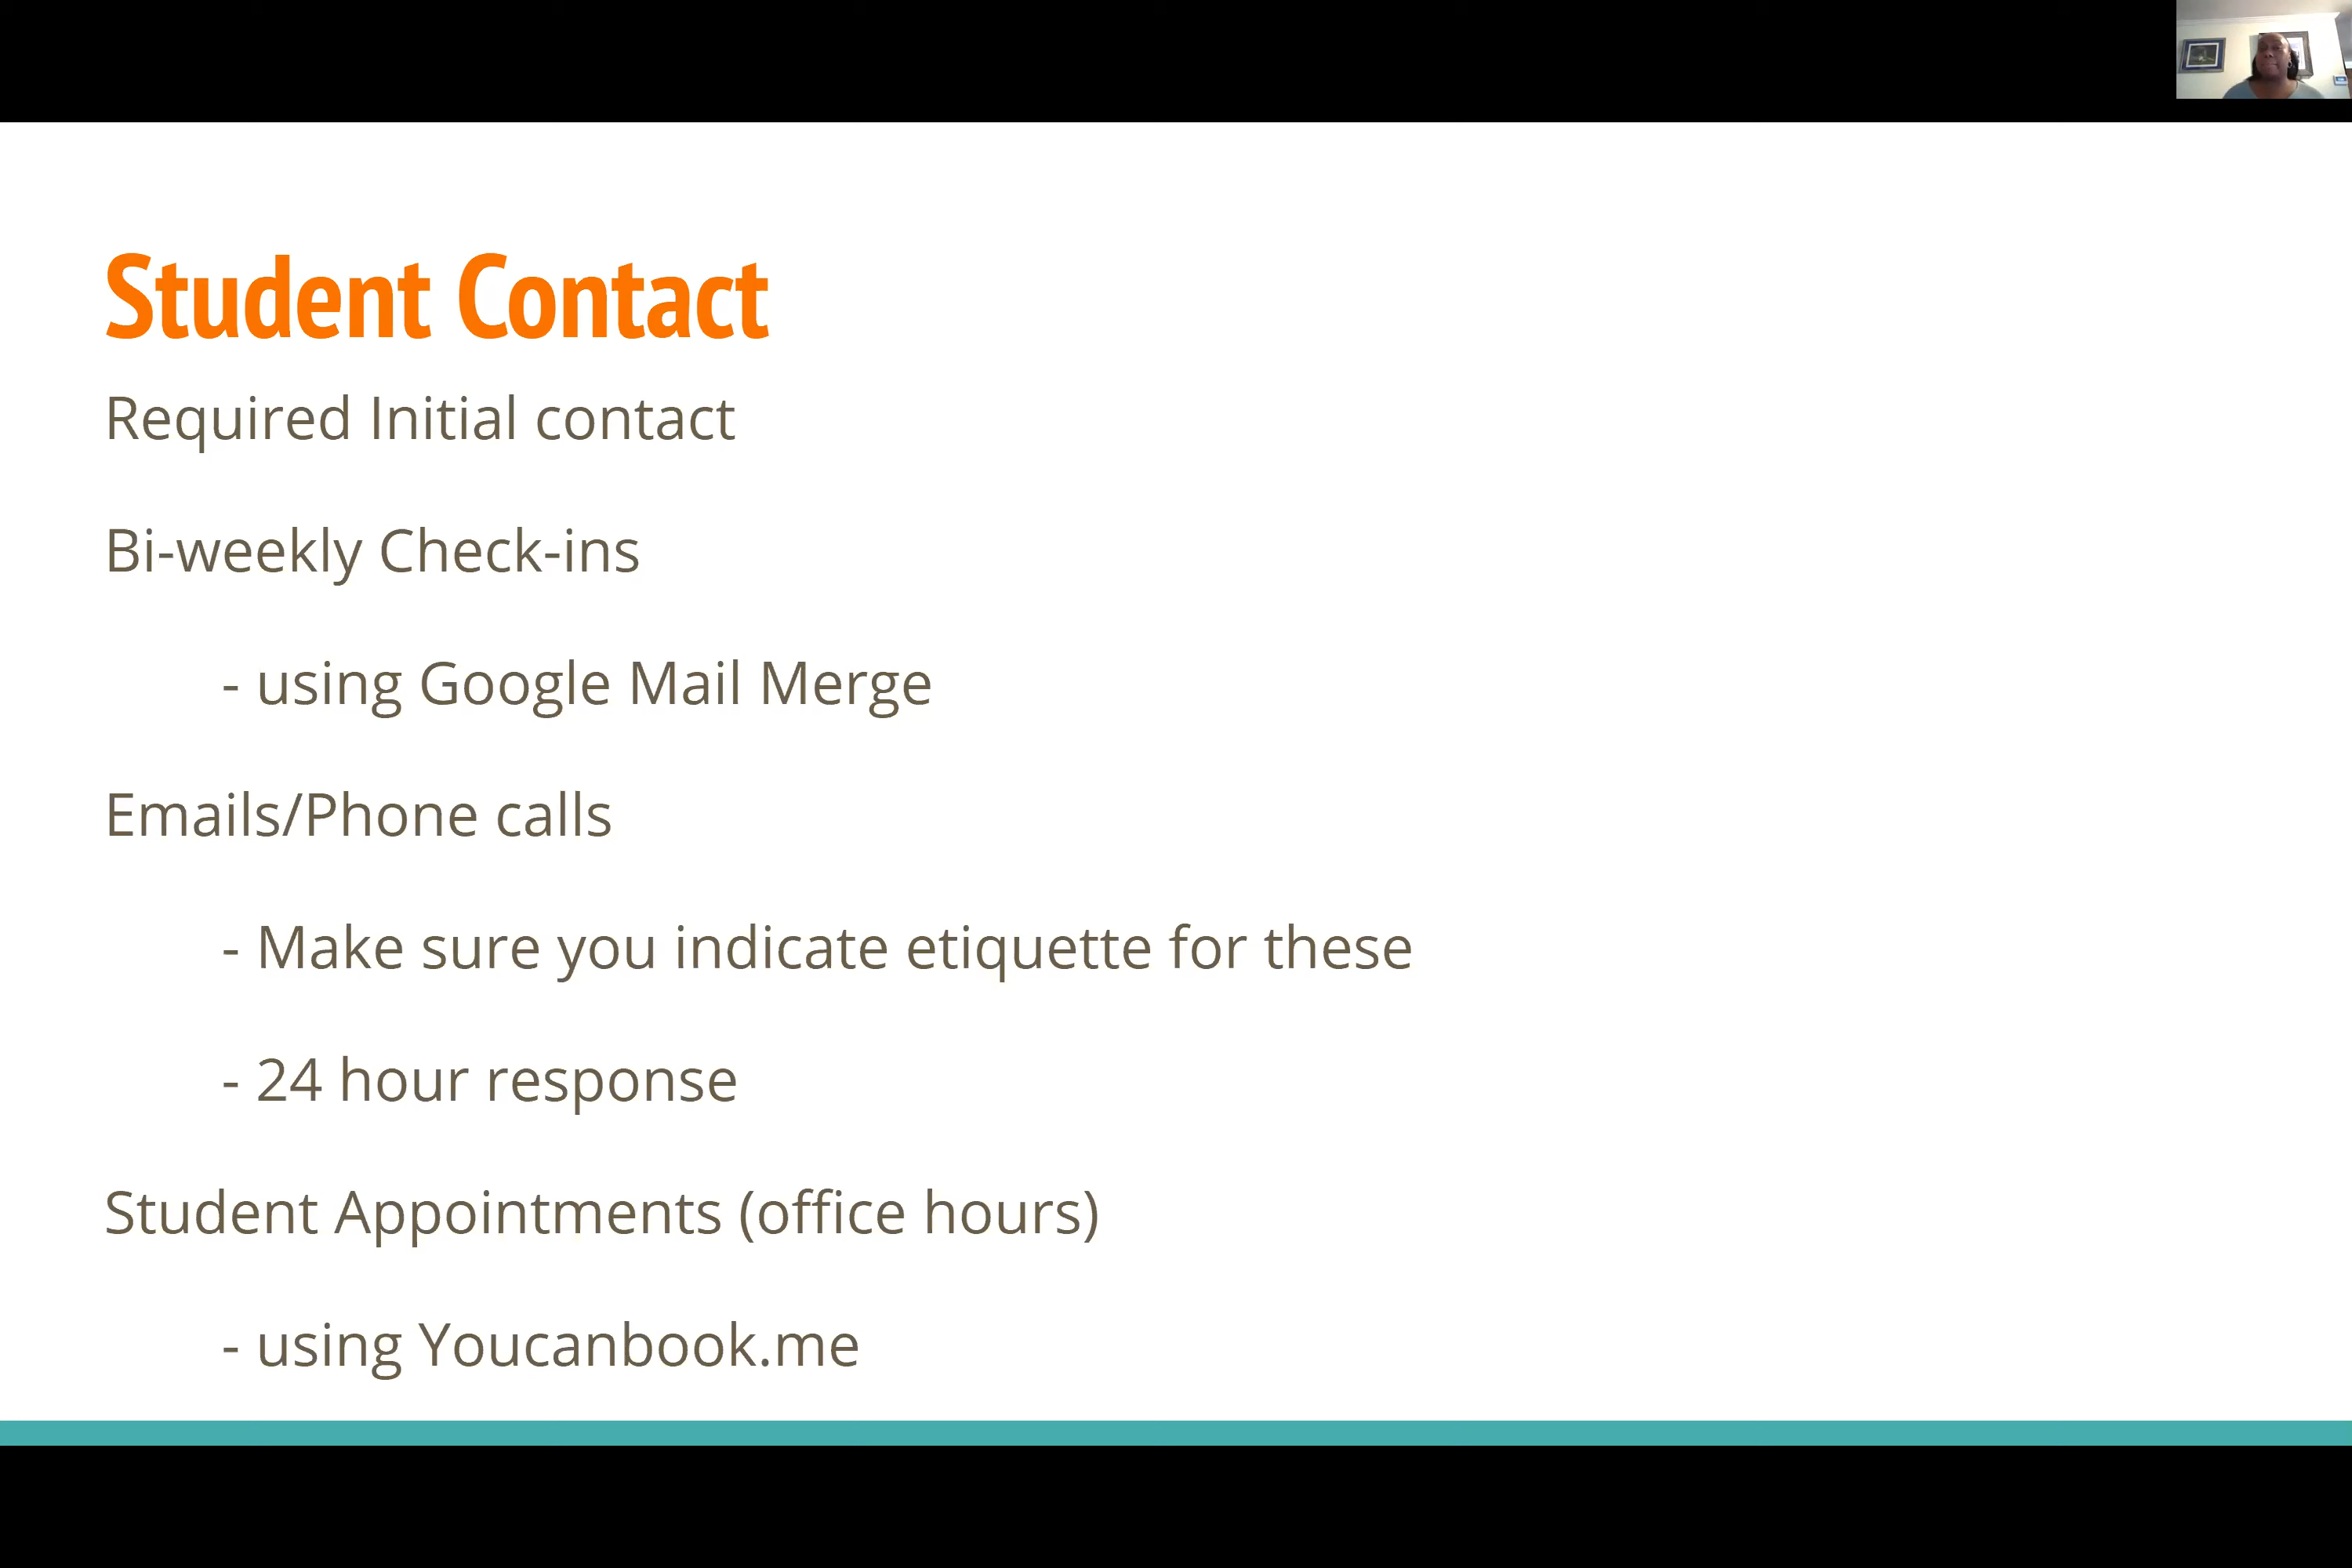 Student Contact
Required Initial contact
Bi-weekly Check-ins
- using Google Mail Merge
Emails/Phone calls
- Make sure you indicate etiquette for these
- 24 hour response
Student Appointments (office hours)
- using Youcanbook.me